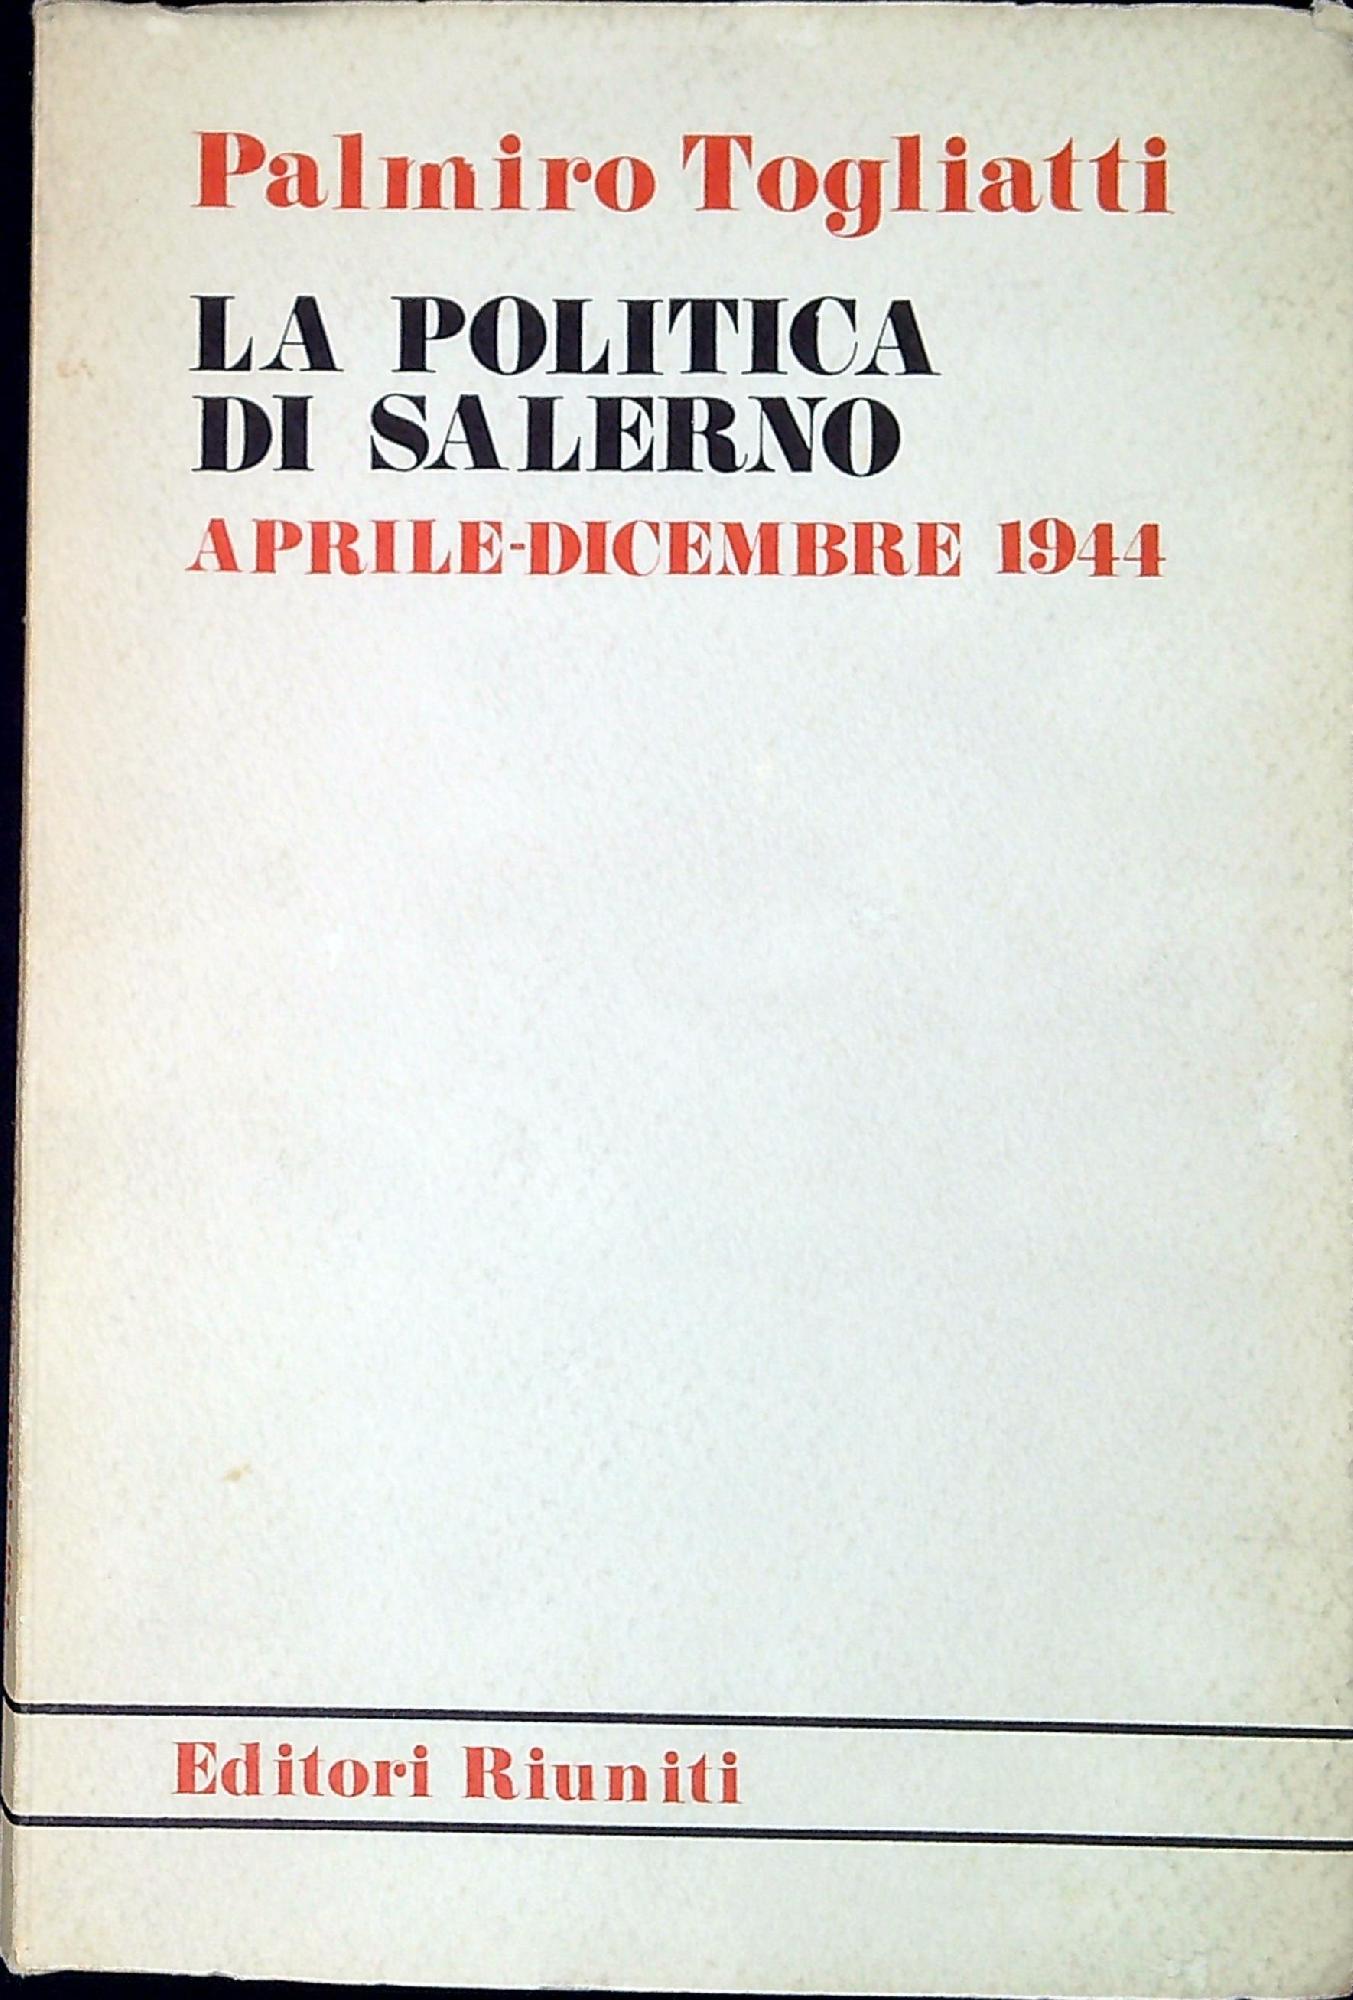 Palmiro Togliatti
LA POLITICA
DI SALERNO
APRILE-DICEMBRE 1944
Editori Riuniti